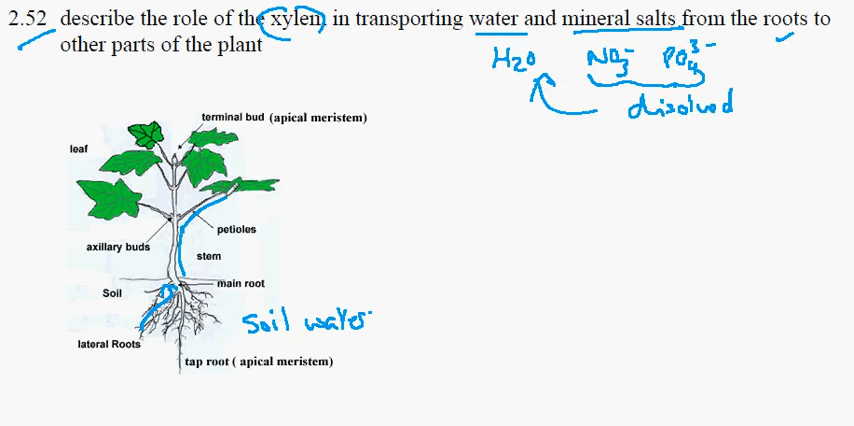 2.52 describe the role of the xylem in transporting water and mineral salts from the roots to
other parts of the plant
H₂O NO₃⁻ PO₄³⁻
dissolved
terminal bud (apical meristem)
leaf
petioles
axillary buds
stem
main root
Soil
soil water
lateral Roots
tap root ( apical meristem)